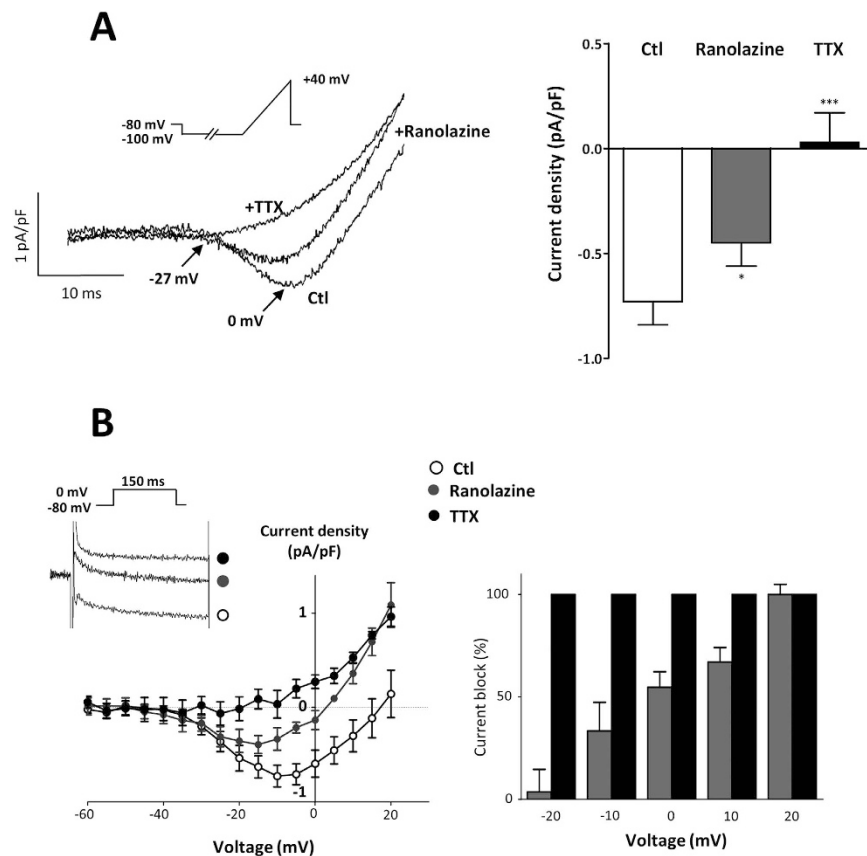 A
+40 mV
-80 mV
-100 mV
+Ranolazine
+TTX
1 pA/pF
10 ms
-27 mV
0 mV
Ctl
Current density (pA/pF)
0.5
0.0
-0.5
-1.0
Ctl Ranolazine TTX
***
*
B
150 ms
0 mV
-80 mV
Ctl
Ranolazine
TTX
Current density
(pA/pF)
1
0
-1
-60 -40 -20 0 20
Voltage (mV)
Current block (%)
100
50
0
-20 -10 0 10 20
Voltage (mV)